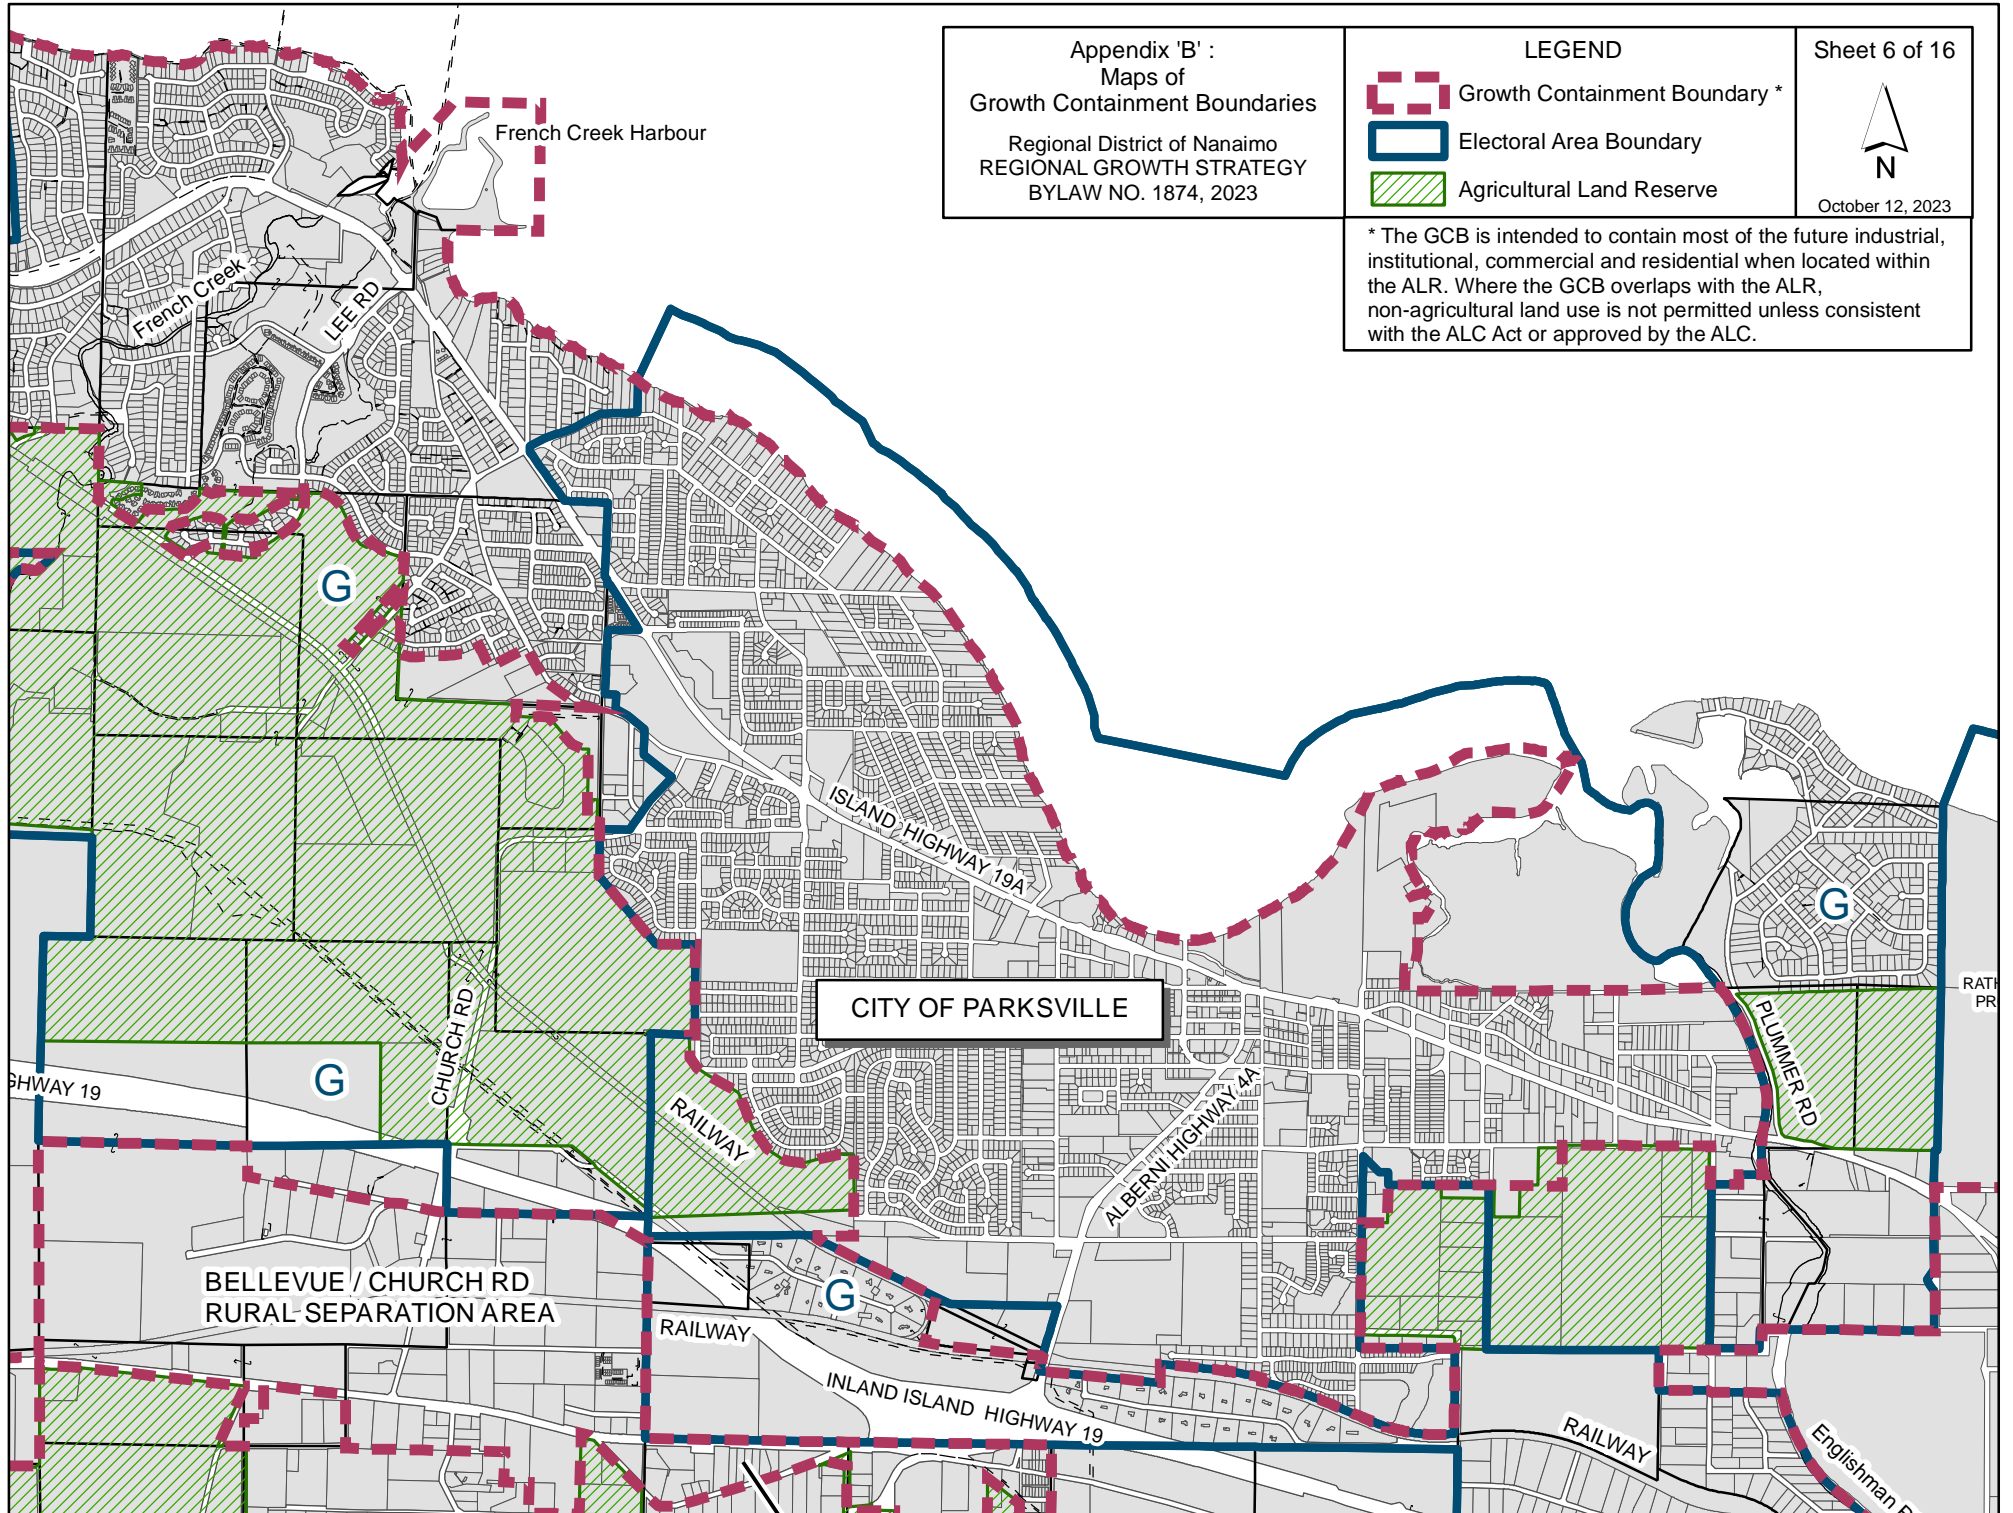 Appendix 'B' :
Maps of
Growth Containment Boundaries
Regional District of Nanaimo
REGIONAL GROWTH STRATEGY
BYLAW NO. 1874, 2023
LEGEND
Growth Containment Boundary *
Electoral Area Boundary
Agricultural Land Reserve
Sheet 6 of 16
N
October 12, 2023
* The GCB is intended to contain most of the future industrial,
institutional, commercial and residential when located within
the ALR. Where the GCB overlaps with the ALR,
non-agricultural land use is not permitted unless consistent
with the ALC Act or approved by the ALC.
French Creek Harbour
French Creek
LEE RD
G
ISLAND HIGHWAY 19A
G
CITY OF PARKSVILLE
RATH
PR
PLUMMER RD
CHURCH RD
G
GHWAY 19
RAILWAY
ALBERNI HIGHWAY 4A
BELLEVUE / CHURCH RD
RURAL SEPARATION AREA
G
RAILWAY
INLAND ISLAND HIGHWAY 19
RAILWAY
Englishman